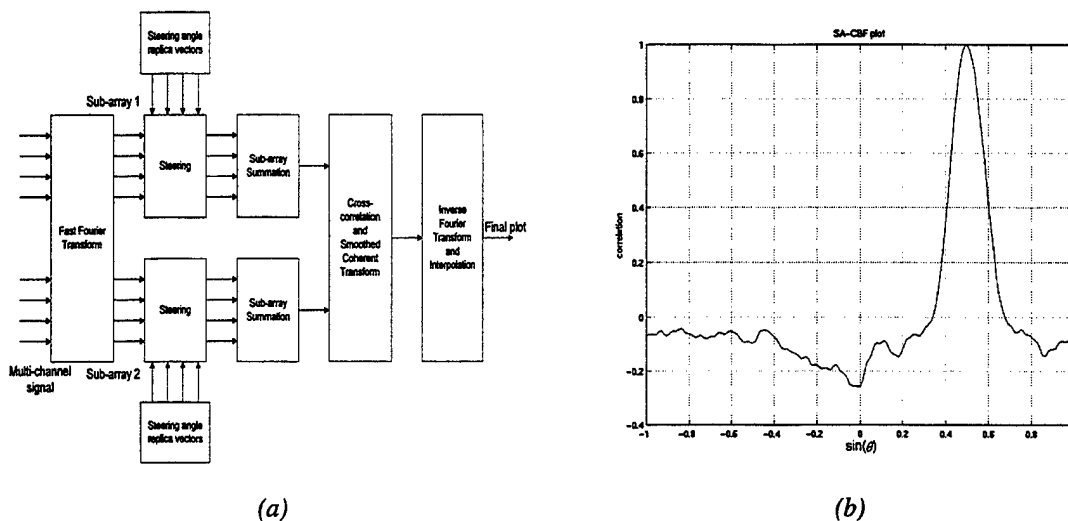 Steering angle
replica vectors
Sub-array 1
Steering
Sub-array
Summation
Fast Fourier
Transform
Cross-
correlation
and
Smoothed
Coherent
Transform
Inverse
Fourier
Transform
and
Interpolation
Final plot
Steering
Sub-array
Summation
Multi-channel
signal
Sub-array 2
Steering angle
replica vectors
(a)
SA-CBF plot
correlation
1
0.8
0.6
0.4
0.2
0
-0.2
-0.4
-1 -0.8 -0.6 -0.4 -0.2 0 0.2 0.4 0.6 0.8
sin(θ)
(b)